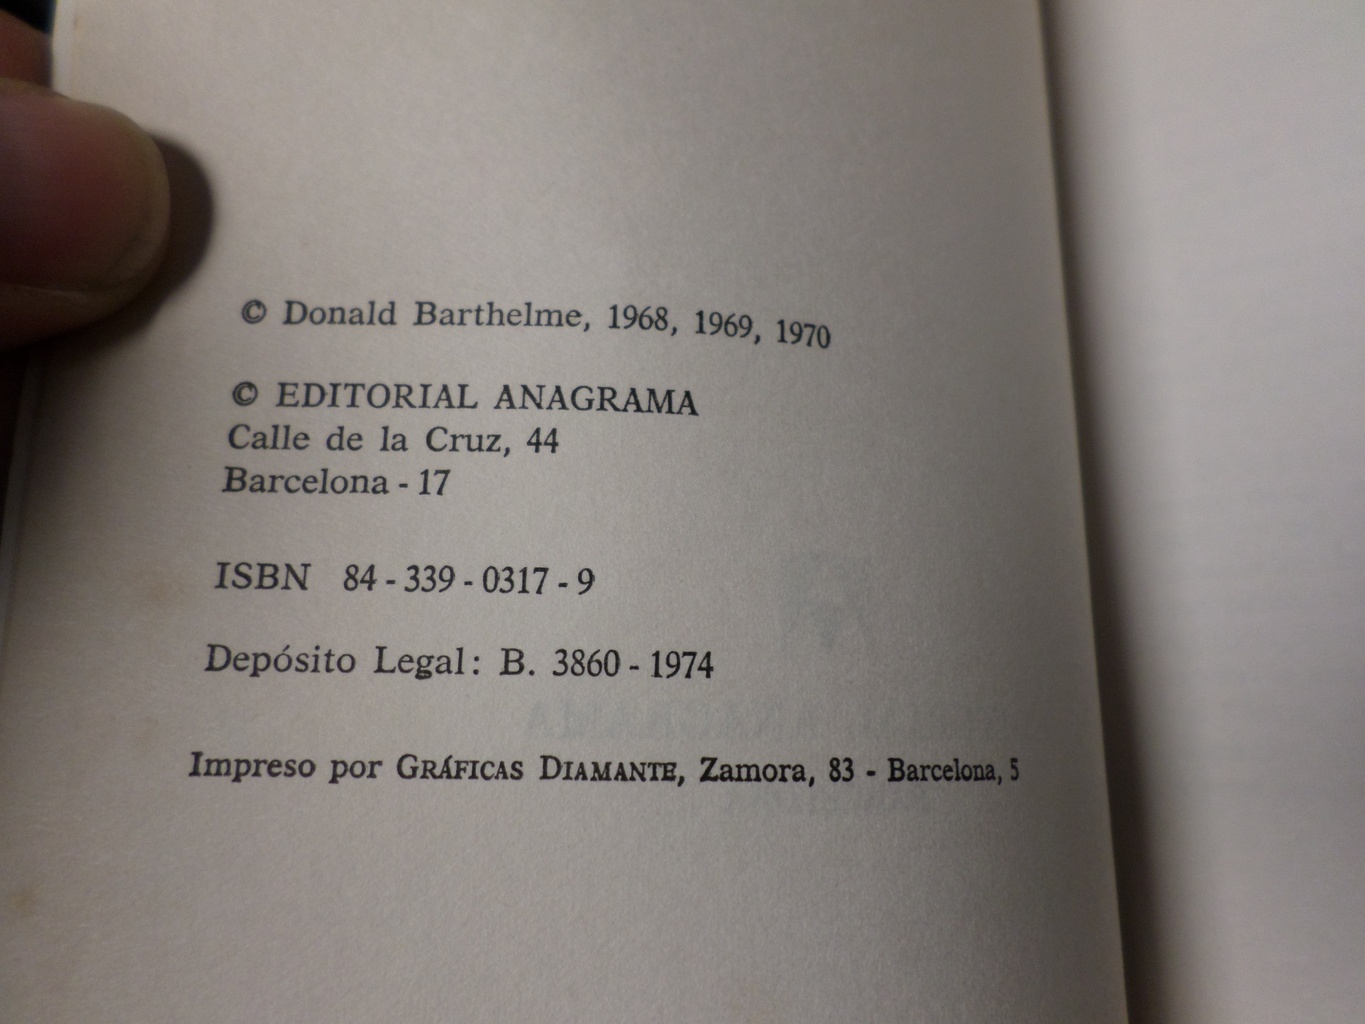 © Donald Barthelme, 1968, 1969, 1970
© EDITORIAL ANAGRAMA
Calle de la Cruz, 44
Barcelona - 17
ISBN 84 - 339 - 0317 - 9
Depósito Legal: B. 3860 - 1974
Impreso por GRÁFICAS DIAMANTE, Zamora, 83 - Barcelona, 5